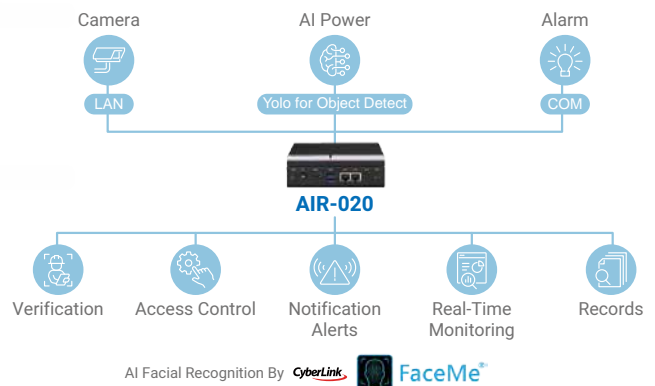 Camera
AI Power
Alarm
LAN
Yolo for Object Detect
COM
AIR-020
Verification
Access Control
Notification
Alerts
Real-Time
Monitoring
Records
AI Facial Recognition By CyberLink FaceMe®